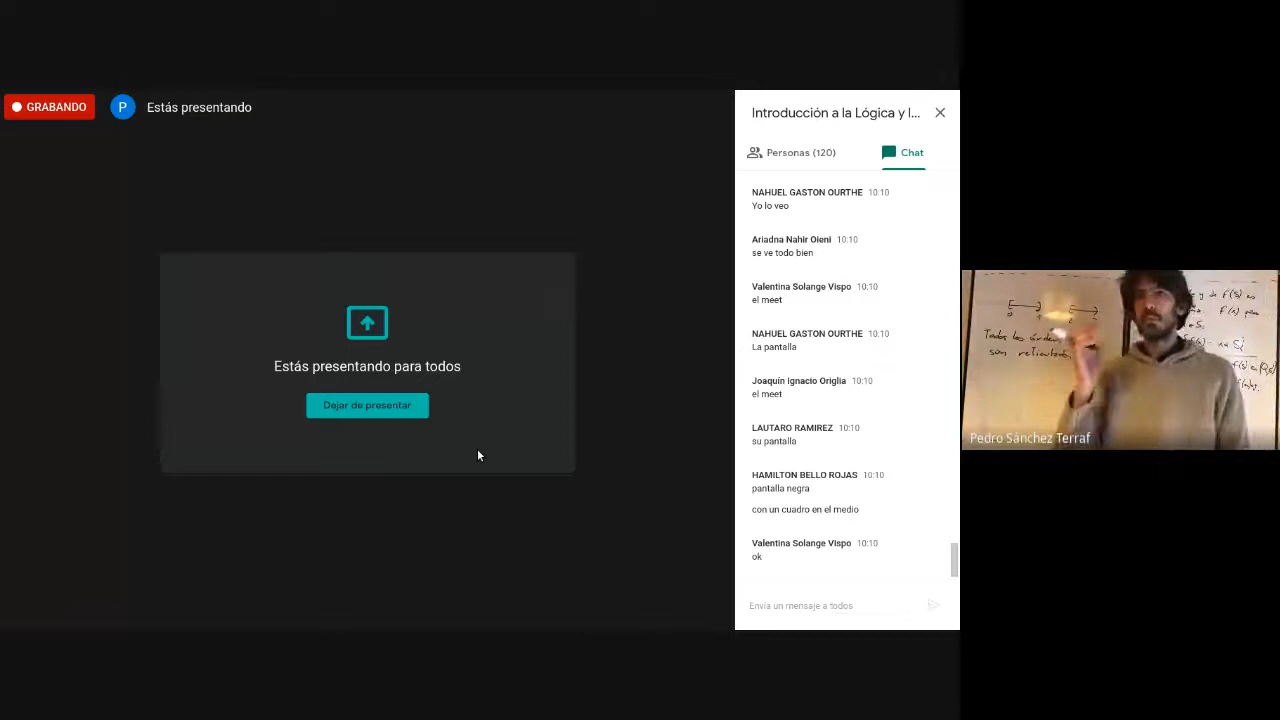 GRABANDO
P
Estás presentando
Estás presentando para todos
Dejar de presentar
Introducción a la Lógica y l...
Personas (120)
Chat
NAHUEL GASTON OURTHE 10:10
Yo lo veo
Ariadna Nahir Oieni 10:10
se ve todo bien
Valentina Solange Vispo 10:10
el meet
NAHUEL GASTON OURTHE 10:10
La pantalla
Joaquín Ignacio Origlia 10:10
el meet
LAUTARO RAMIREZ 10:10
su pantalla
HAMILTON BELLO ROJAS 10:10
pantalla negra
con un cuadro en el medio
Valentina Solange Vispo 10:10
ok
Envía un mensaje a todos
Todos los
son reticulados
Pedro Sánchez Terraf